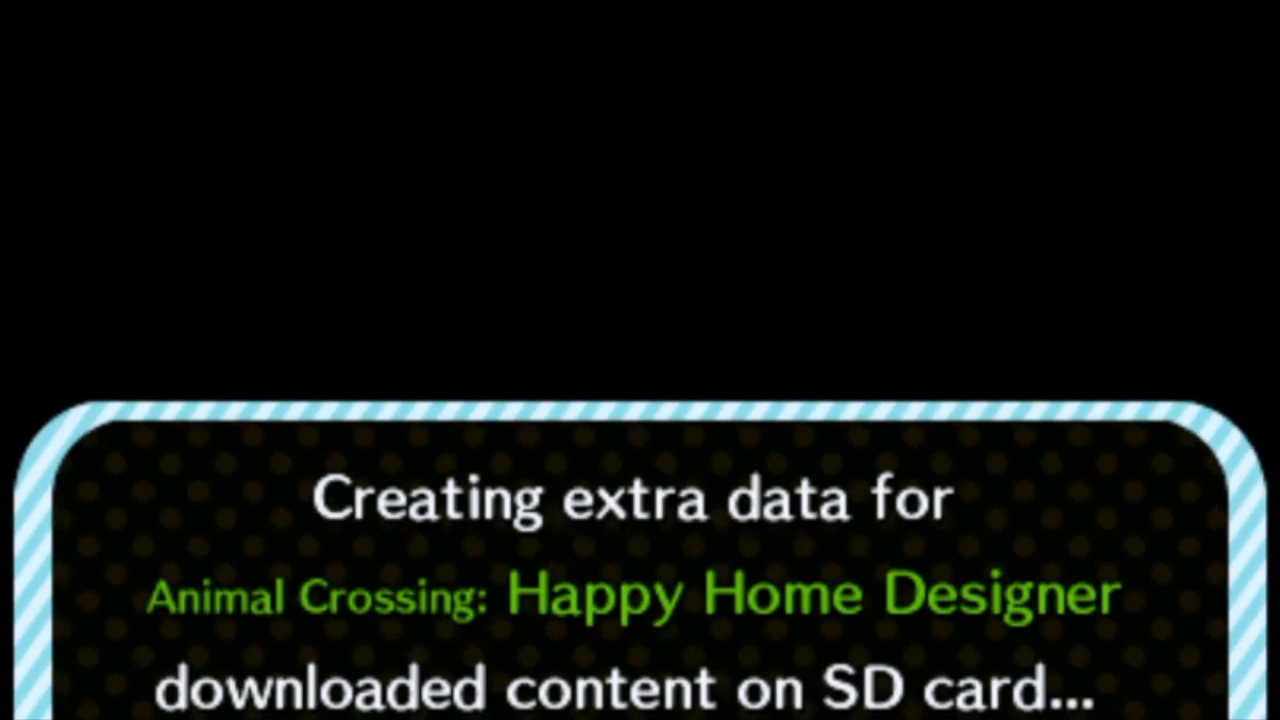 Creating extra data for
Animal Crossing: Happy Home Designer
downloaded content on SD card...